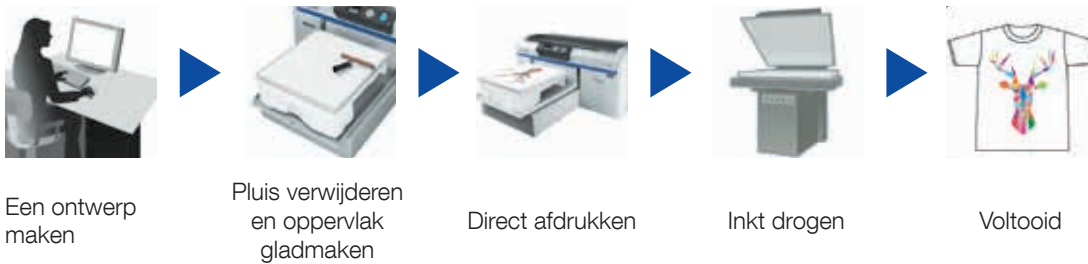 Een ontwerp
maken
Pluis verwijderen
en oppervlak
gladmaken
Direct afdrukken
Inkt drogen
Voltooid